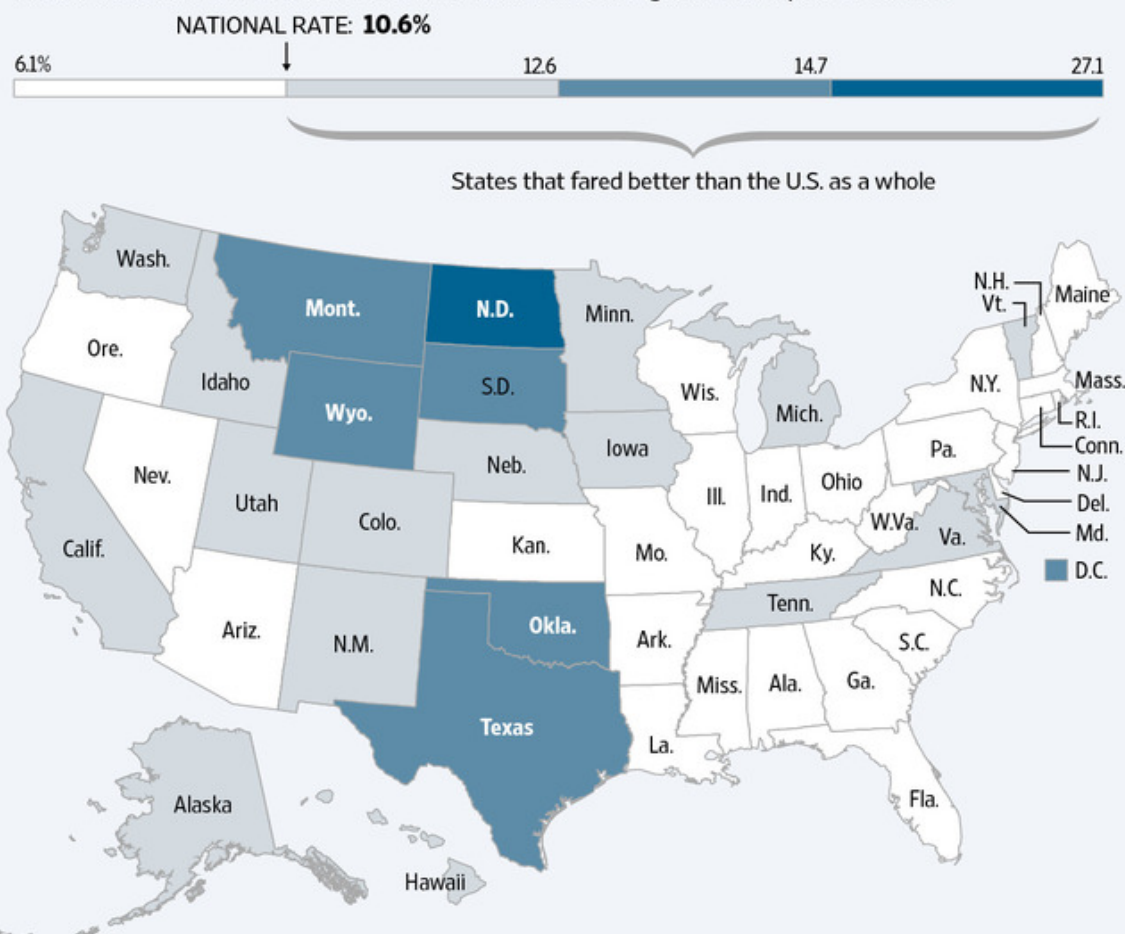 NATIONAL RATE: 10.6%
6.1% 12.6 14.7 27.1
States that fared better than the U.S. as a whole
Wash.
Mont.
N.D.
Minn.
N.H.
Vt.
Maine
Ore.
Idaho
S.D.
Wis.
Mich.
N.Y.
Mass.
Wyo.
R.I.
Conn.
Nev.
Utah
Neb.
Iowa
Ill.
Ind.
Ohio
Pa.
N.J.
Del.
Calif.
Colo.
Kan.
Mo.
Ky.
W.Va.
Va.
Md.
D.C.
Ariz.
N.M.
Okla.
Ark.
Tenn.
N.C.
S.C.
Texas
La.
Miss.
Ala.
Ga.
Alaska
Hawaii
Fla.